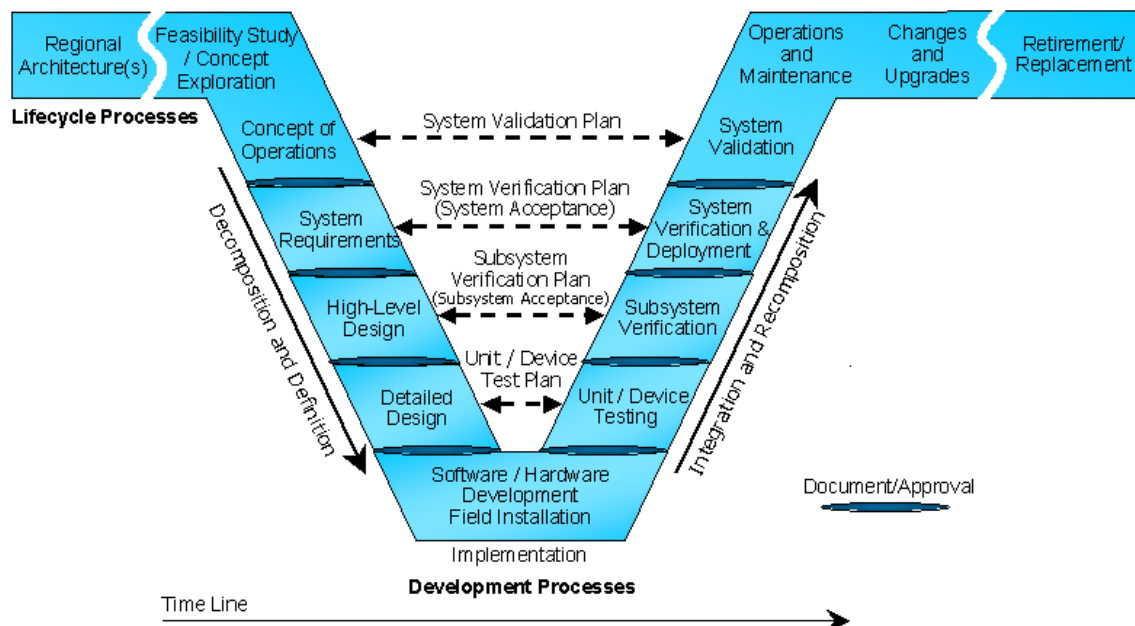 Regional
Architecture(s)
Feasibility Study
/ Concept
Exploration
Operations
and
Maintenance
Changes
and
Upgrades
Retirement/
Replacement
Lifecycle Processes
Concept of
Operations
System Validation Plan
System
Validation
System Verification Plan
(System Acceptance)
System
Requirements
System
Verification &
Deployment
Subsystem
Verification Plan
(Subsystem Acceptance)
High-Level
Design
Subsystem
Verification
Unit / Device
Test Plan
Detailed
Design
Unit / Device
Testing
Decomposition and Definition
Integration and Recomposition
Software / Hardware
Development
Field Installation
Document/Approval
Implementation
Development Processes
Time Line